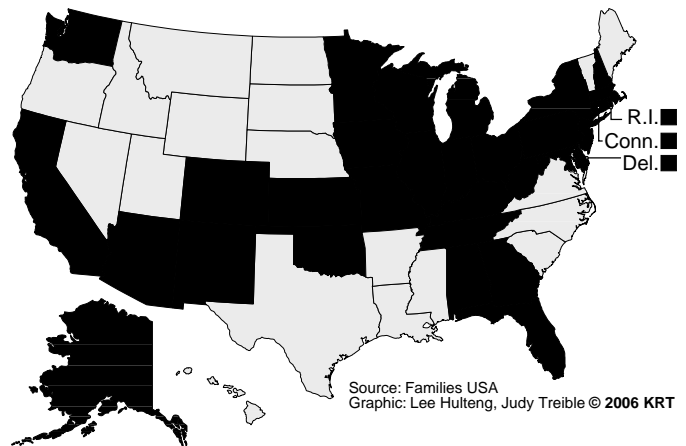 R.I.
Conn.
Del.
Source: Families USA
Graphic: Lee Hulteng, Judy Treible © 2006 KRT